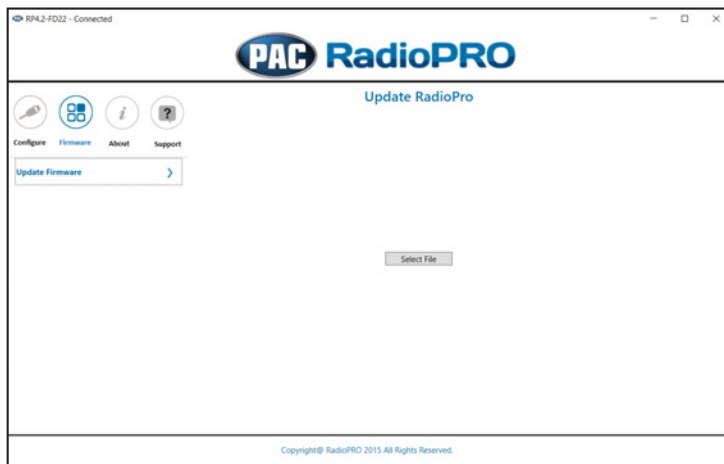 RP4.2-FD22 - Connected
PAC RadioPRO
Update RadioPro
Configure Firmware About Support
Update Firmware
Select File
Copyright@ RadioPRO 2015 All Rights Reserved.